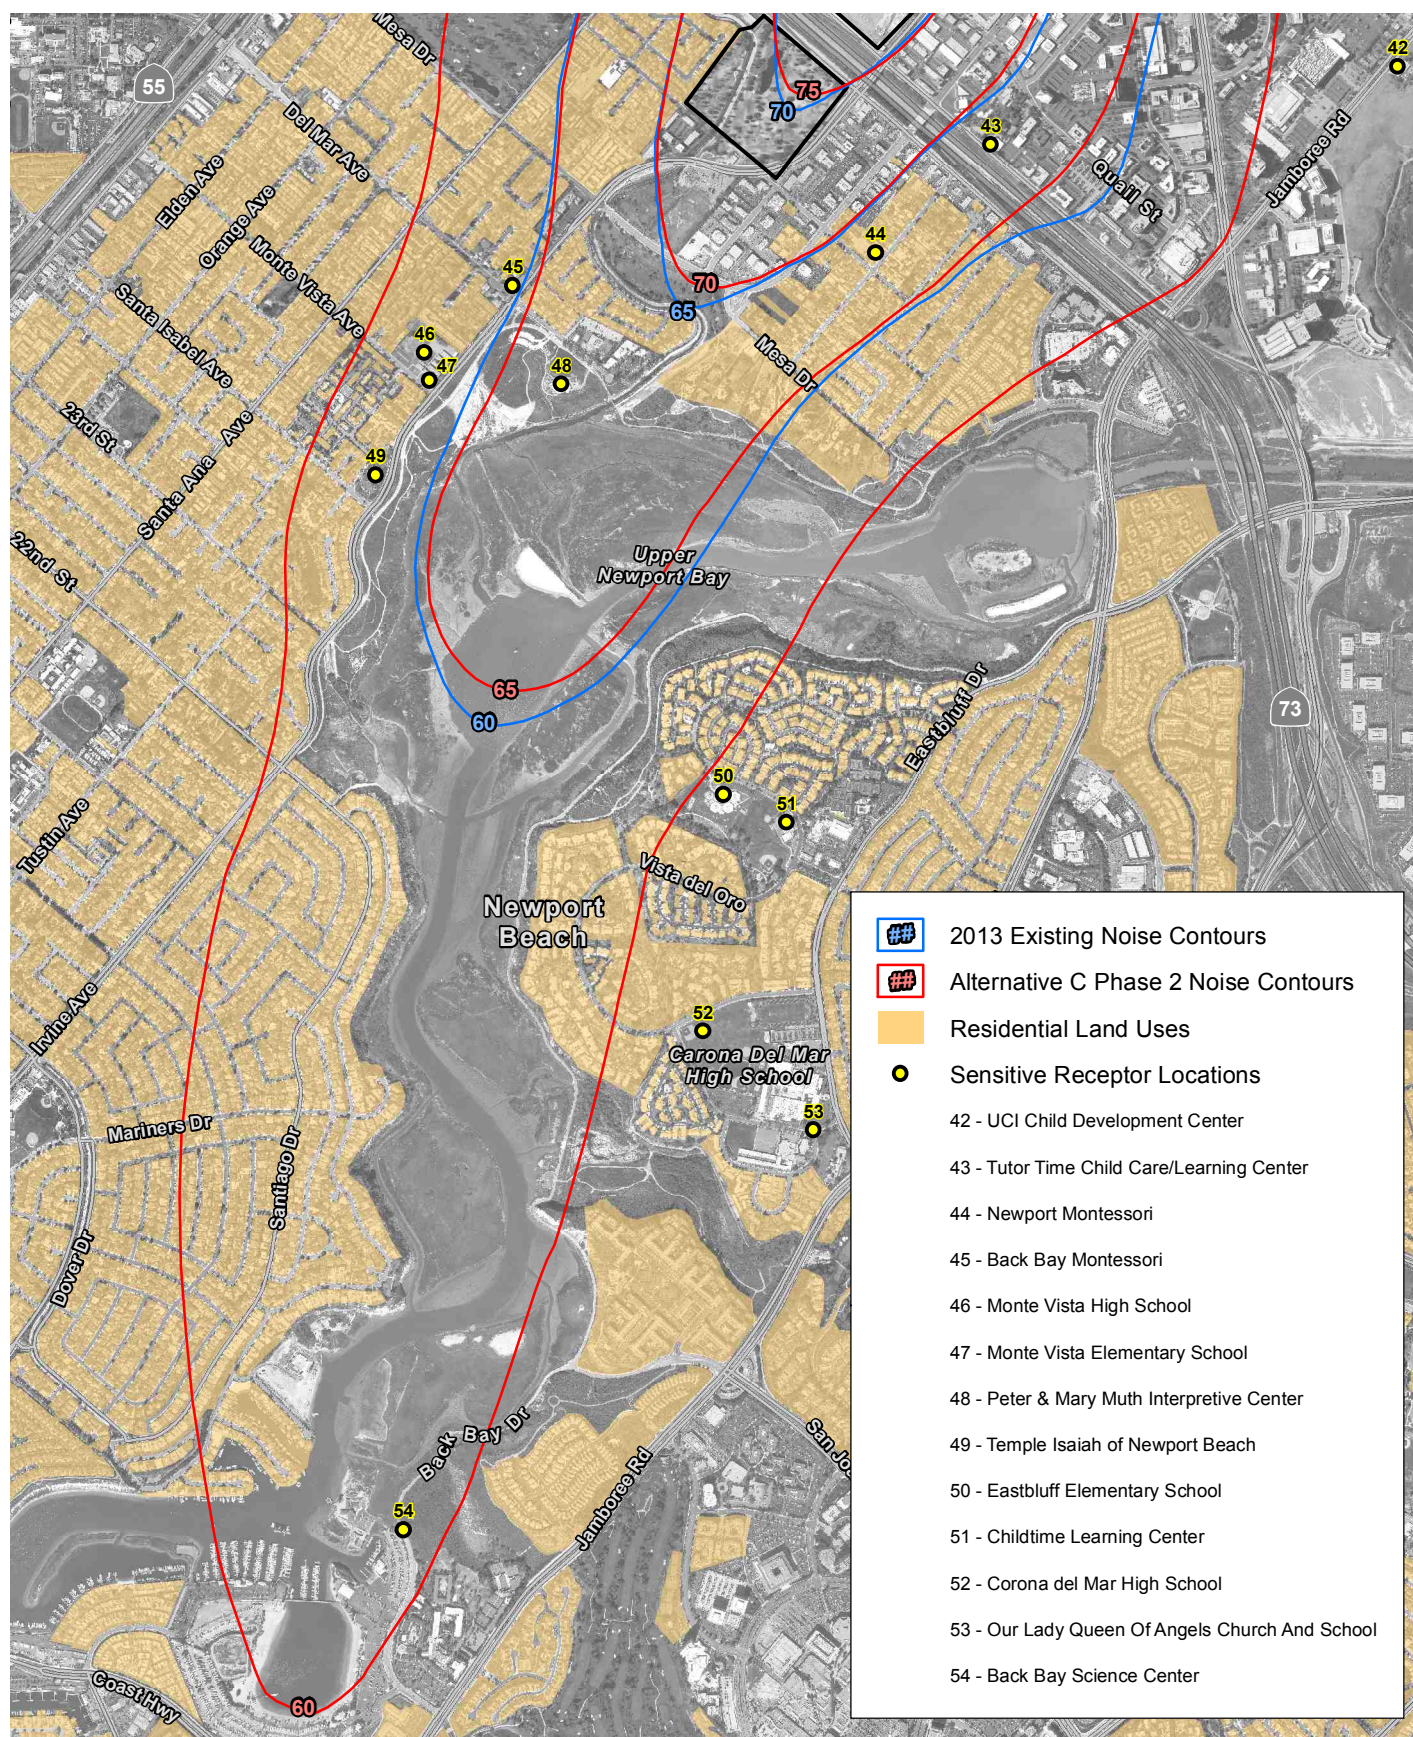 Mesa Dr
42
55
75
70
Del Mar Ave
43
Jamboree Rd
Elden Ave
Quail St
Orange Ave
44
Monte Vista Ave
45
70
65
Santa Isabel Ave
46
47
48
Mesa Dr
23rd St
Santa Ana Ave
49
22nd St
Upper
Newport Bay
65
60
Eastbluff Dr
73
50
51
Tustin Ave
Vista del Oro
Newport
Beach
Irvine Ave
52
Carona Del Mar
High School
53
Mariners Dr
Santiago Dr
Dover Dr
Back Bay Dr
San Joa
Jamboree Rd
54
Coast Hwy
60
## 2013 Existing Noise Contours
## Alternative C Phase 2 Noise Contours
Residential Land Uses
Sensitive Receptor Locations
42 - UCI Child Development Center
43 - Tutor Time Child Care/Learning Center
44 - Newport Montessori
45 - Back Bay Montessori
46 - Monte Vista High School
47 - Monte Vista Elementary School
48 - Peter & Mary Muth Interpretive Center
49 - Temple Isaiah of Newport Beach
50 - Eastbluff Elementary School
51 - Childtime Learning Center
52 - Corona del Mar High School
53 - Our Lady Queen Of Angels Church And School
54 - Back Bay Science Center